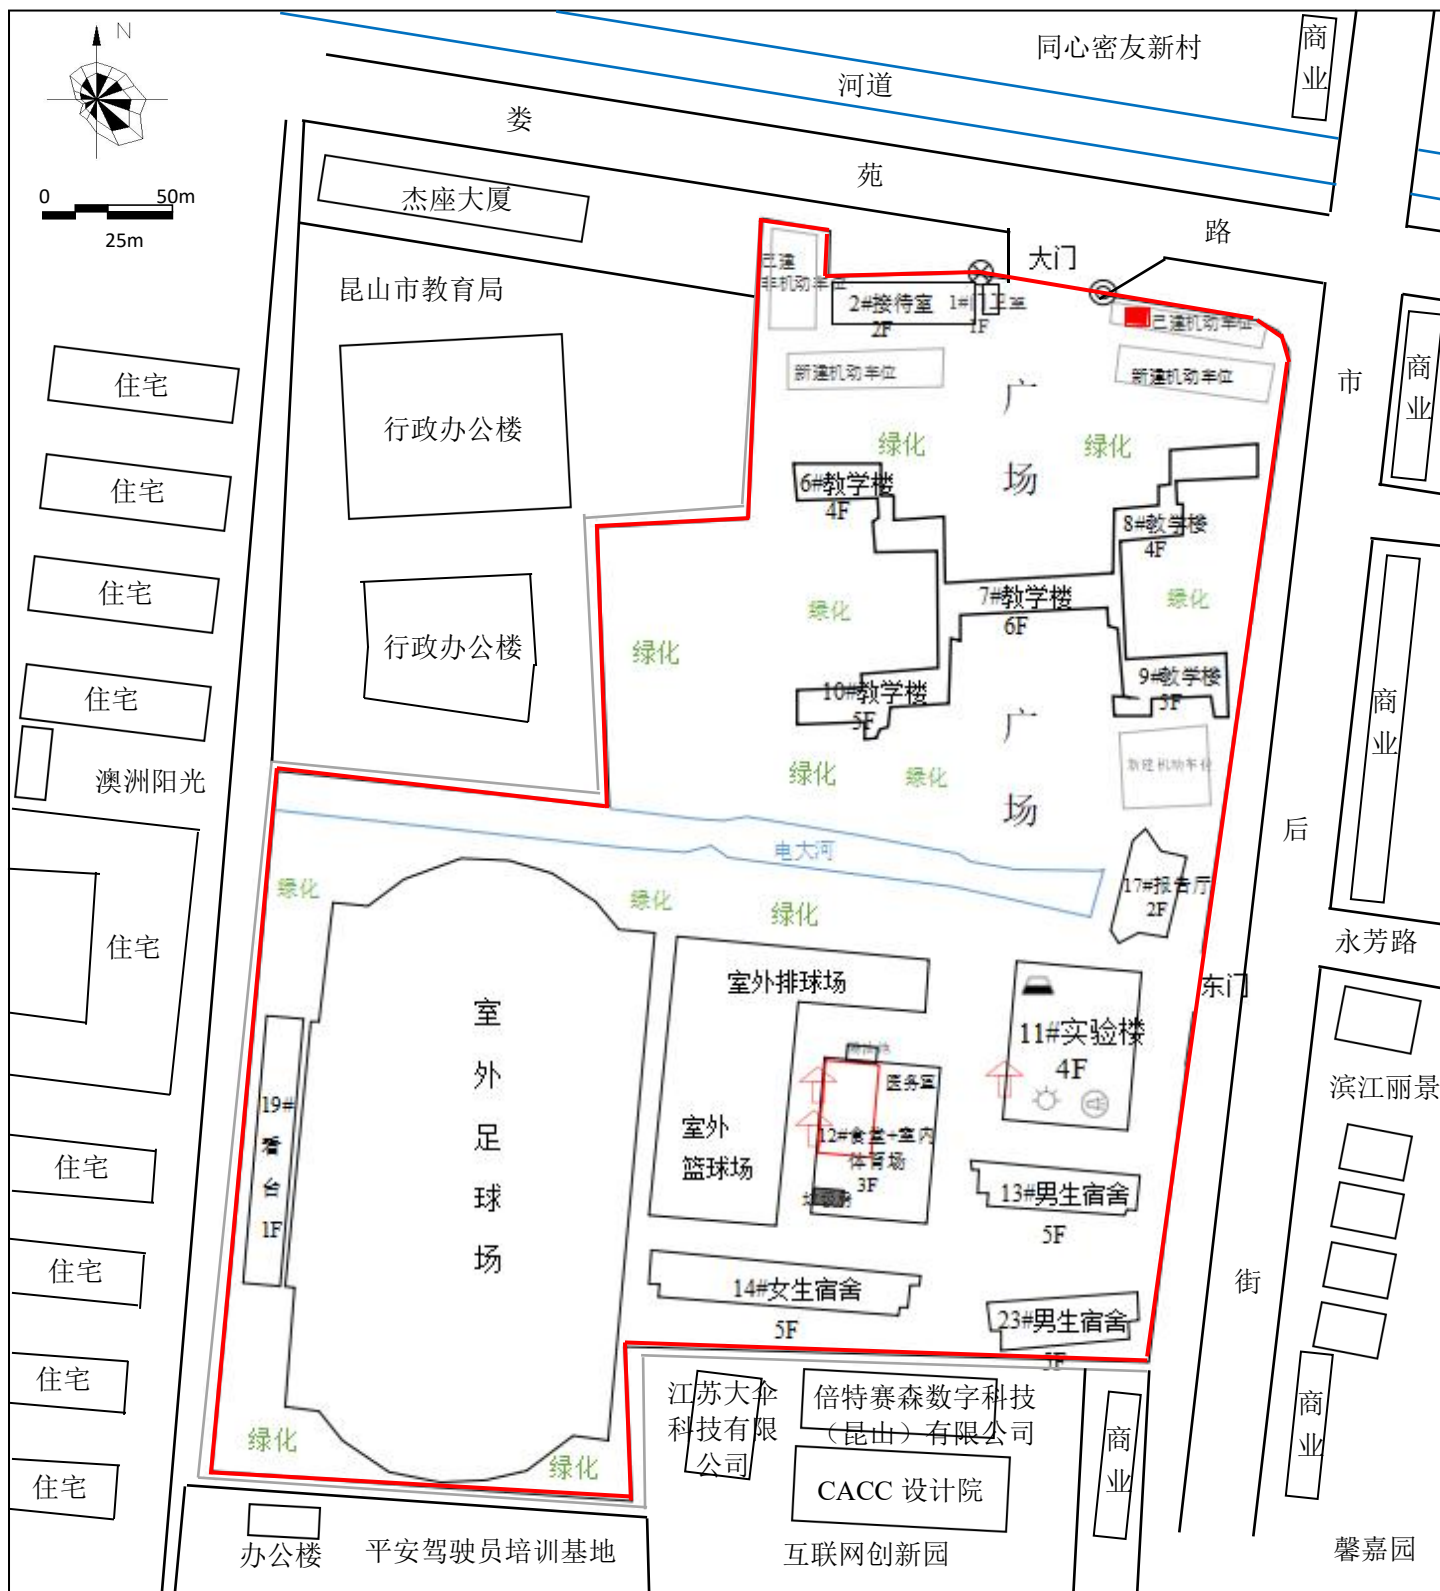 N
0 50m
25m
同心密友新村
商业
河道
娄苑路
杰座大厦
昆山市教育局
大门
已建
非机动车位
2#接待室
2F
1#门卫室
1F
已建机动车位
新建机动车位
新建机动车位
广场
市后街
商业
住宅
行政办公楼
绿化
绿化
住宅
6#教学楼
4F
8#教学楼
4F
住宅
7#教学楼
6F
绿化
绿化
行政办公楼
绿化
住宅
10#教学楼
5F
9#教学楼
5F
广场
商业
澳洲阳光
绿化
绿化
新建机动车位
电大河
绿化
绿化
绿化
17#报告厅
2F
住宅
永芳路
室外排球场
东门
室外足球场
11#实验楼
4F
医务室
滨江丽景
19#看台
1F
室外
篮球场
12#食堂+室内
体育场
3F
住宅
13#男生宿舍
5F
住宅
14#女生宿舍
5F
23#男生宿舍
5F
住宅
江苏大伞
科技有限
公司
倍特赛森数字科技
（昆山）有限公司
商业
商业
绿化
绿化
住宅
CACC 设计院
办公楼
平安驾驶员培训基地
互联网创新园
馨嘉园